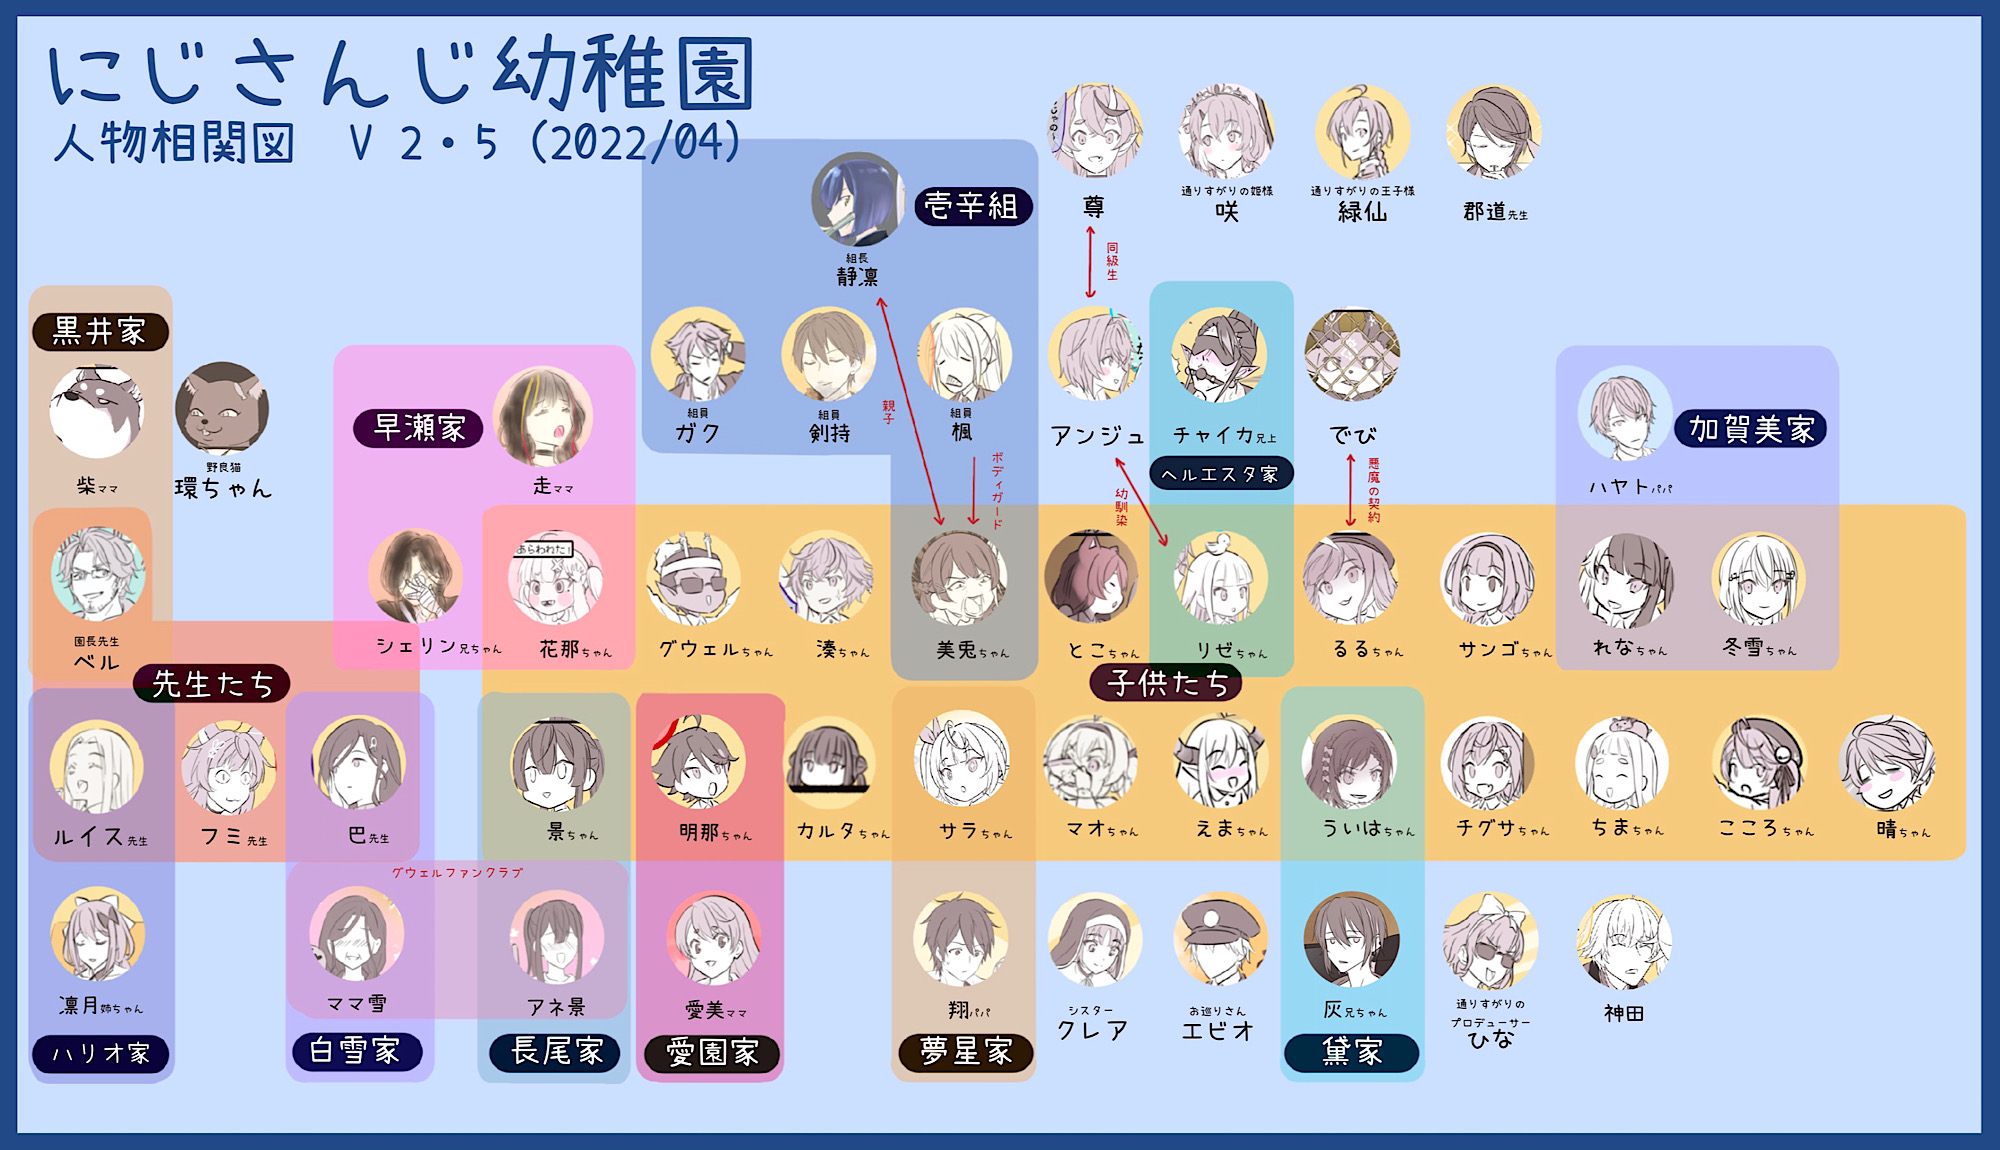 にじさんじ幼稚園
人物相関図 V 2・5 (2022/04)
尊
通りすがりの姫様
咲
通りすがりの王子様
緑仙
郡道先生
壱辛組
組長
静凛
同級生
黒井家
柴ママ
野良猫
環ちゃん
早瀬家
走ママ
組員
ガク
組員
剣持
組員
楓
親子
ボディガード
アンジュ
チャイカ兄上
ヘルエスタ家
でび
幼馴染
悪魔の契約
ハヤトパパ
加賀美家
園長先生
ベル
シェリン兄ちゃん
あらわれた!
花那ちゃん
グウェルちゃん
湊ちゃん
美兎ちゃん
とこちゃん
リゼちゃん
るるちゃん
サンゴちゃん
れなちゃん
冬雪ちゃん
先生たち
子供たち
ルイス先生
フミ先生
巴先生
景ちゃん
明那ちゃん
カルタちゃん
サラちゃん
マオちゃん
えまちゃん
ういはちゃん
チグサちゃん
ちまちゃん
こころちゃん
晴ちゃん
グウェルファンクラブ
凛月姉ちゃん
ママ雪
アネ景
愛美ママ
翔パパ
シスター
クレア
お巡りさん
エビオ
灰兄ちゃん
通りすがりの
プロデューサー
ひな
神田
ハリオ家
白雪家
長尾家
愛園家
夢星家
黛家